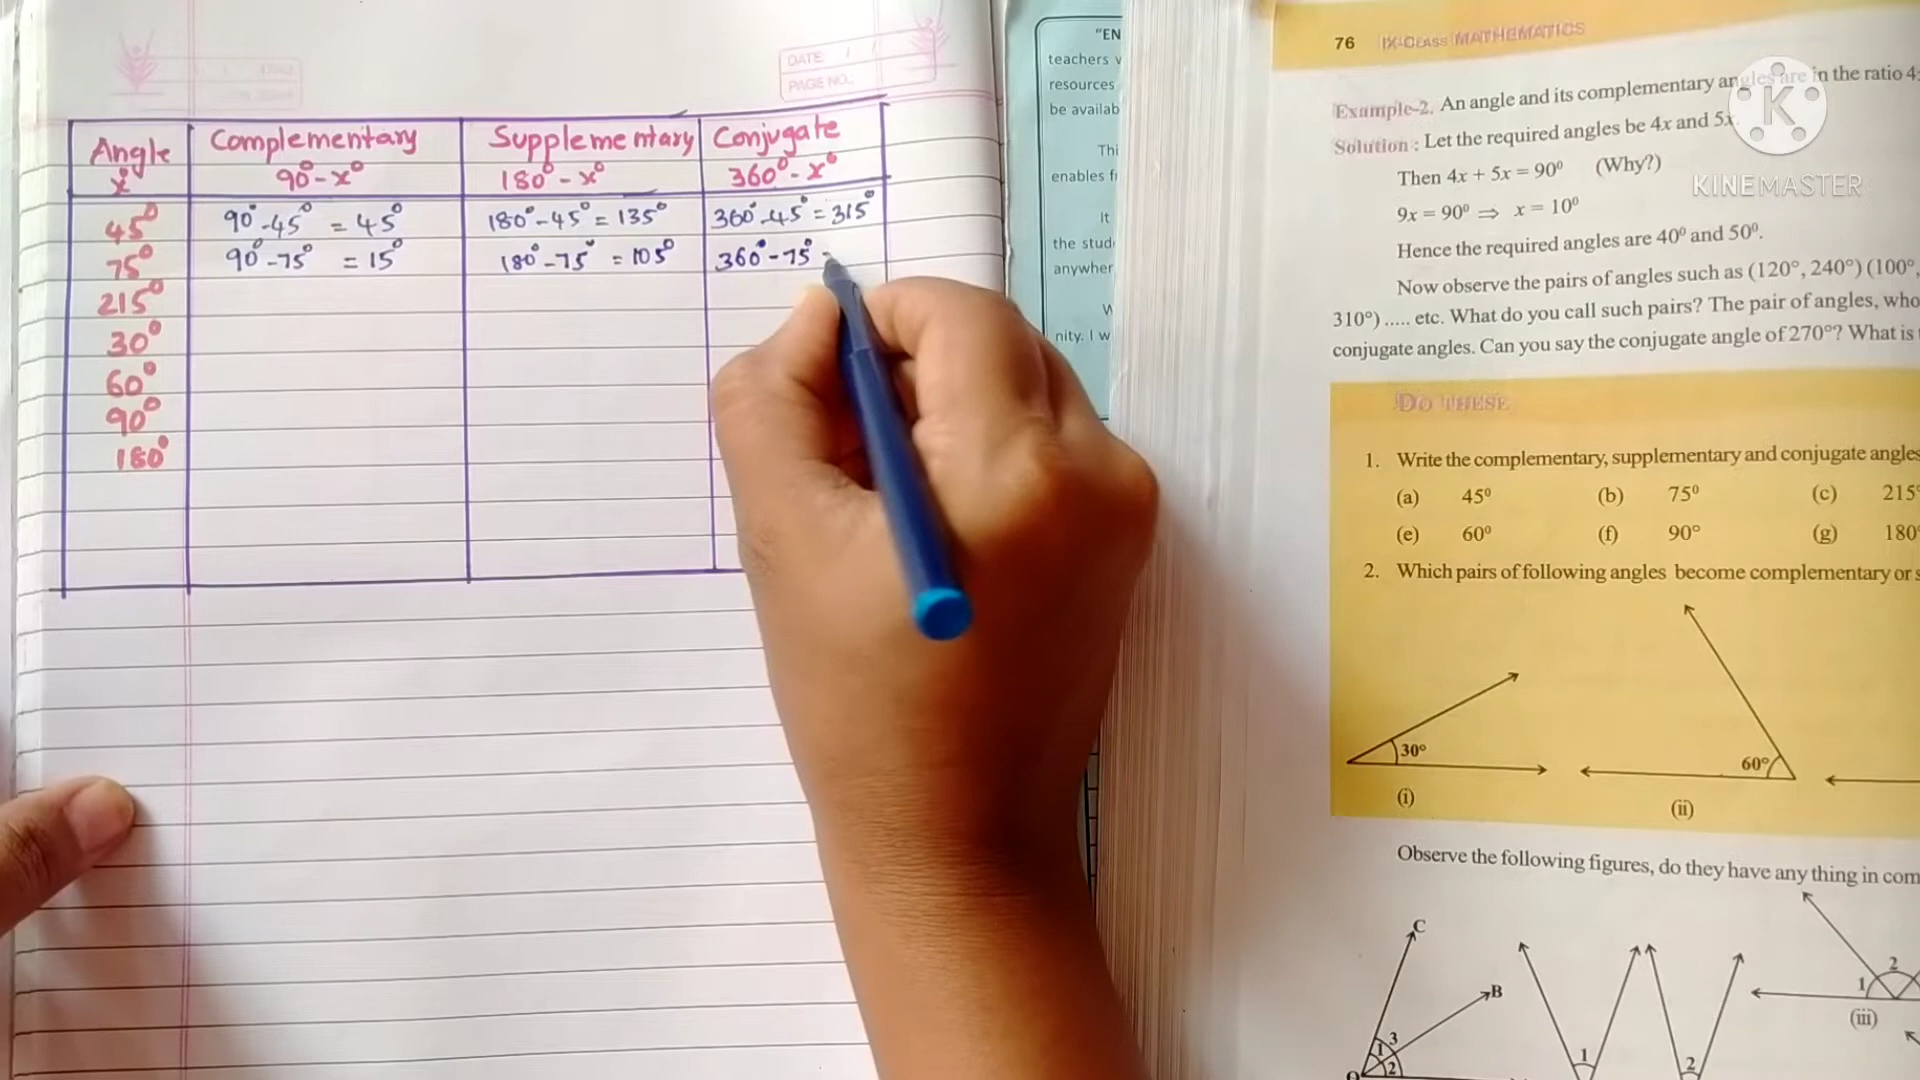 DATE: / /
PAGE NO.:
Angle x° Complementary 90° - x° Supplementary 180° - x° Conjugate 360° - x°
45° 90° - 45° = 45° 180° - 45° = 135° 360° - 45° = 315°
75° 90° - 75° = 15° 180° - 75° = 105° 360° - 75° =
215°
30°
60°
90°
180°
"EN
teachers
resources
be availab
Thi
enables f
It
the stud
anywher
W
nity. I w
76 IX-CLASS MATHEMATICS
KINEMASTER
Example-2. An angle and its complementary angles are in the ratio 4:
Solution : Let the required angles be 4x and 5x.
Then 4x + 5x = 90° (Why?)
9x = 90° ⇒ x = 10°
Hence the required angles are 40° and 50°.
Now observe the pairs of angles such as (120°, 240°) (100°,
310°) ..... etc. What do you call such pairs? The pair of angles, who
conjugate angles. Can you say the conjugate angle of 270°? What is
DO THESE
1. Write the complementary, supplementary and conjugate angles
(a) 45° (b) 75° (c) 215°
(e) 60° (f) 90° (g) 180
2. Which pairs of following angles become complementary or s
30°
60°
(i)
(ii)
Observe the following figures, do they have any thing in com
C
B
3
1
2
O
1
2
1
2
(iii)